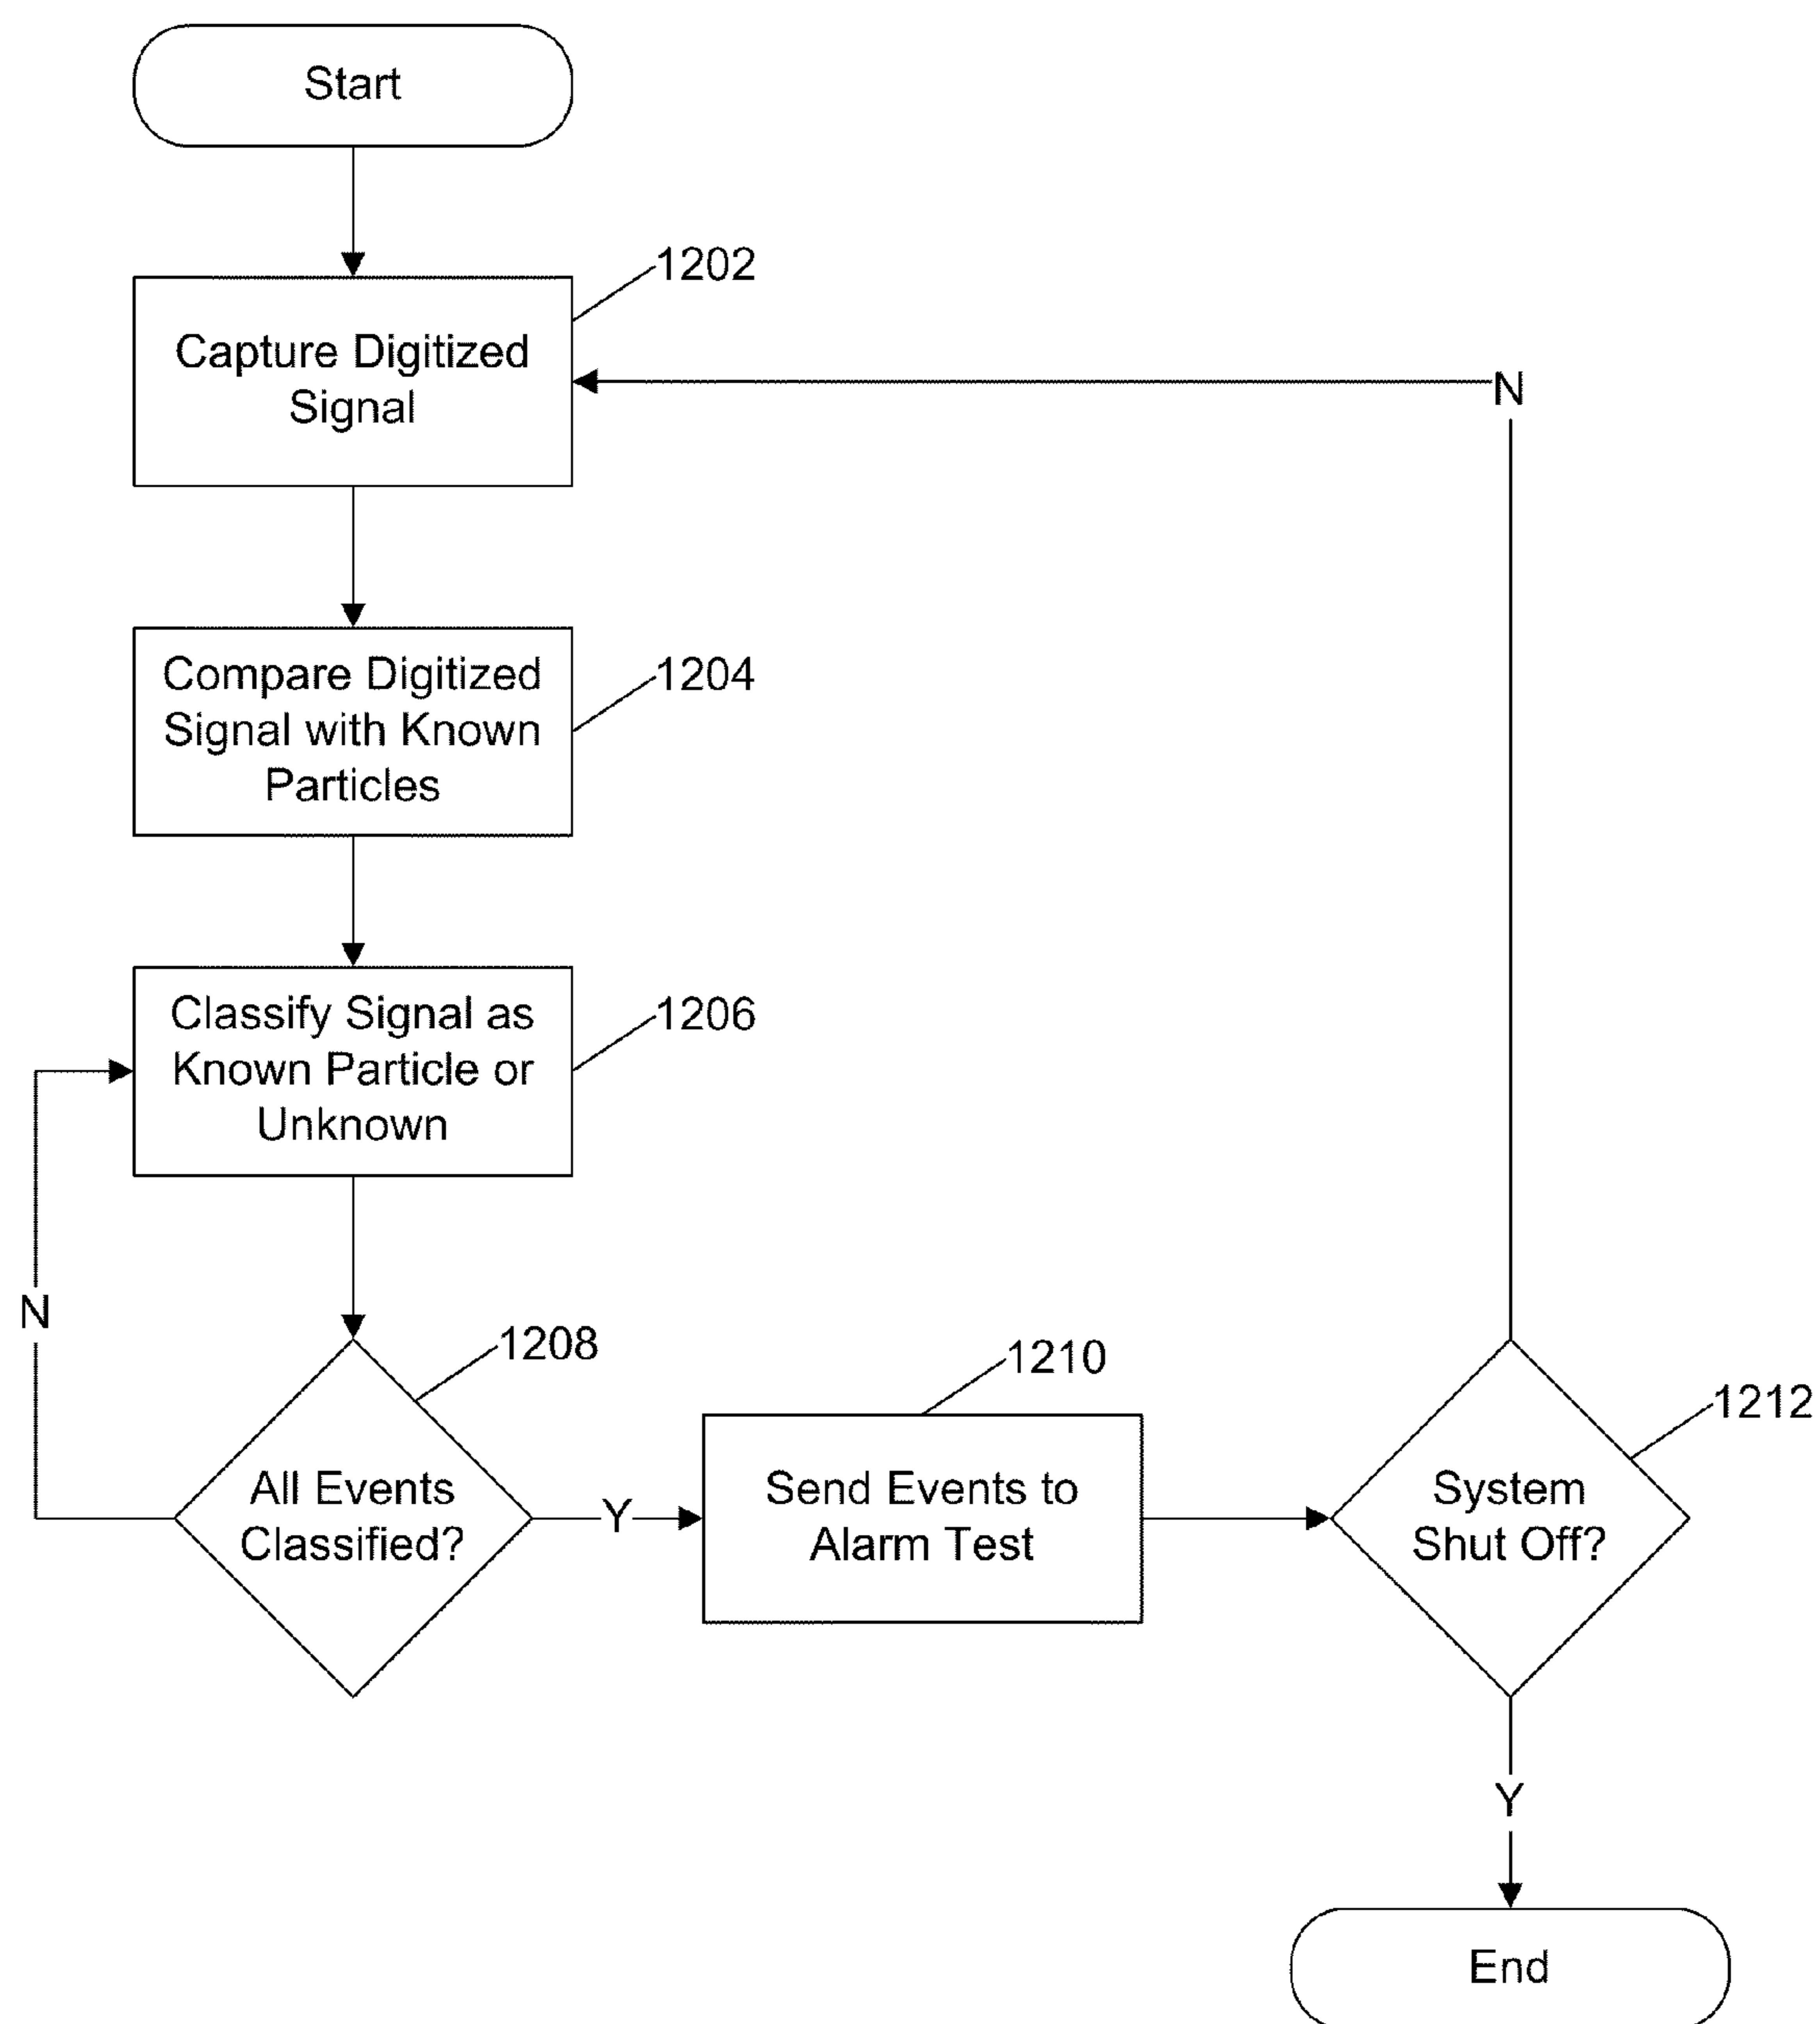 Start
1202
Capture Digitized
Signal
N
1204
Compare Digitized
Signal with Known
Particles
1206
Classify Signal as
Known Particle or
Unknown
N
1208
All Events
Classified?
Y
1210
Send Events to
Alarm Test
1212
System
Shut Off?
Y
End